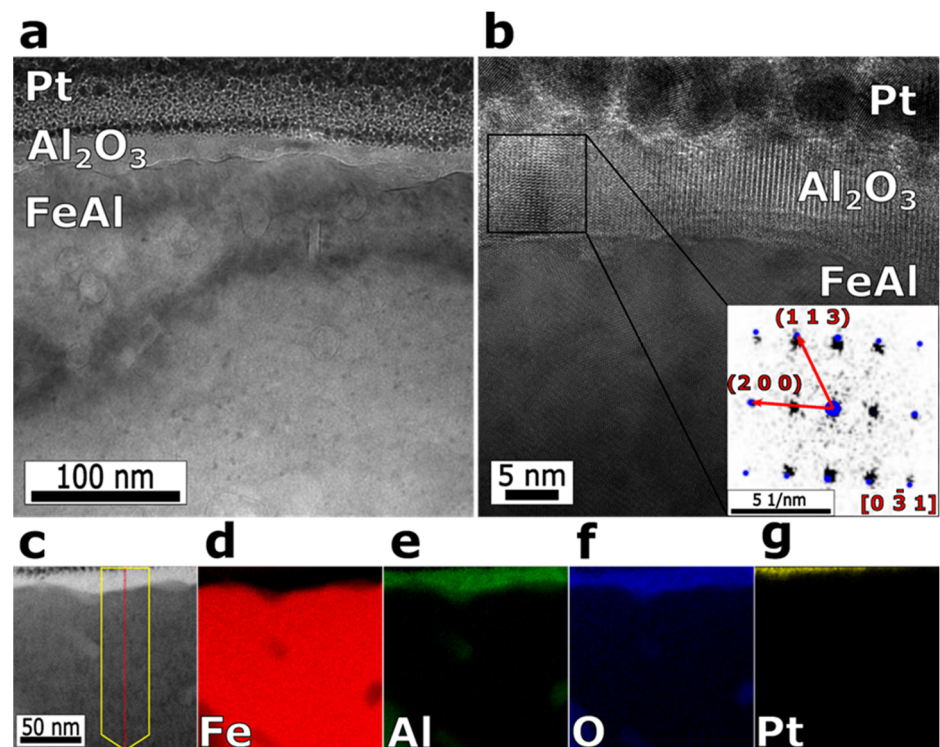 a
Pt
Al₂O₃
FeAl
100 nm
b
Pt
Al₂O₃
FeAl
5 nm
(1 1 3)
(2 0 0)
5 1/nm
[0 3̄ 1]
c
50 nm
d
Fe
e
Al
f
O
g
Pt